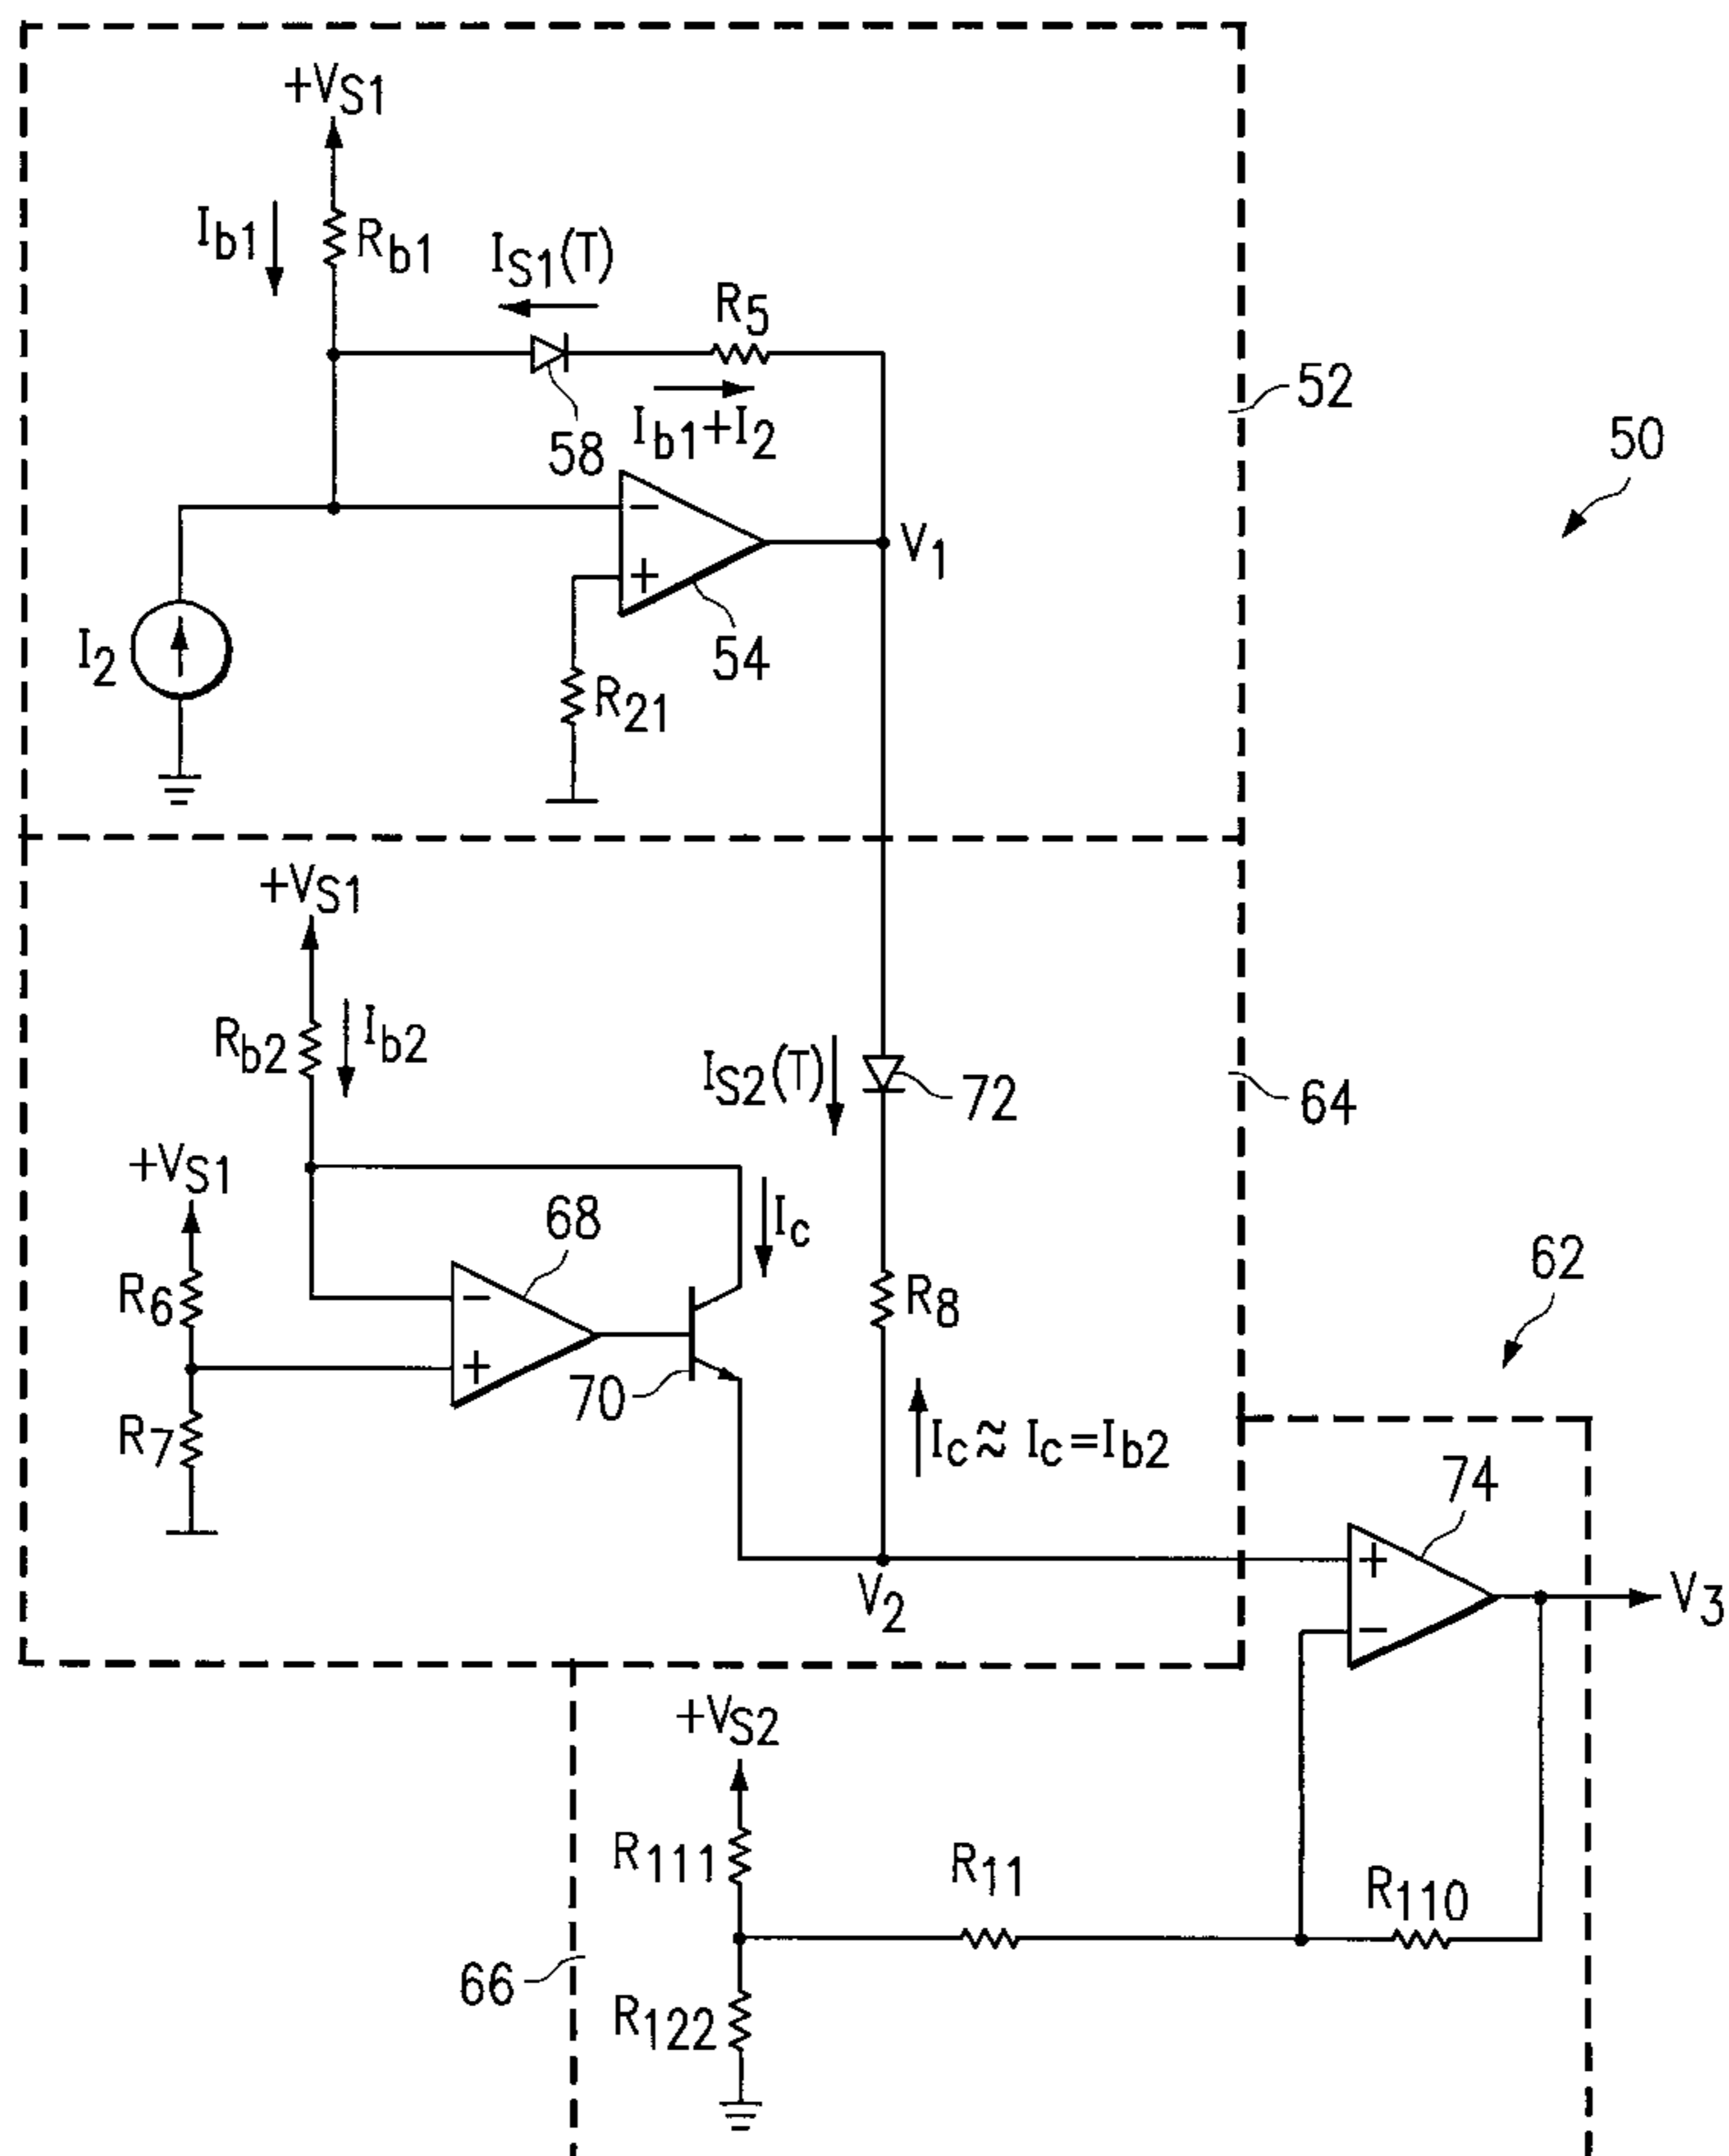 +VS1
Ib1
Rb1
IS1(T)
R5
52
58
Ib1+I2
50
−
+
V1
54
I2
R21
+VS1
Rb2
Ib2
IS2(T)
72
64
+VS1
68
Ic
R6
−
+
R8
62
70
R7
Ic≈Ic=Ib2
74
+
−
V2
V3
+VS2
R111
R11
R110
66
R122